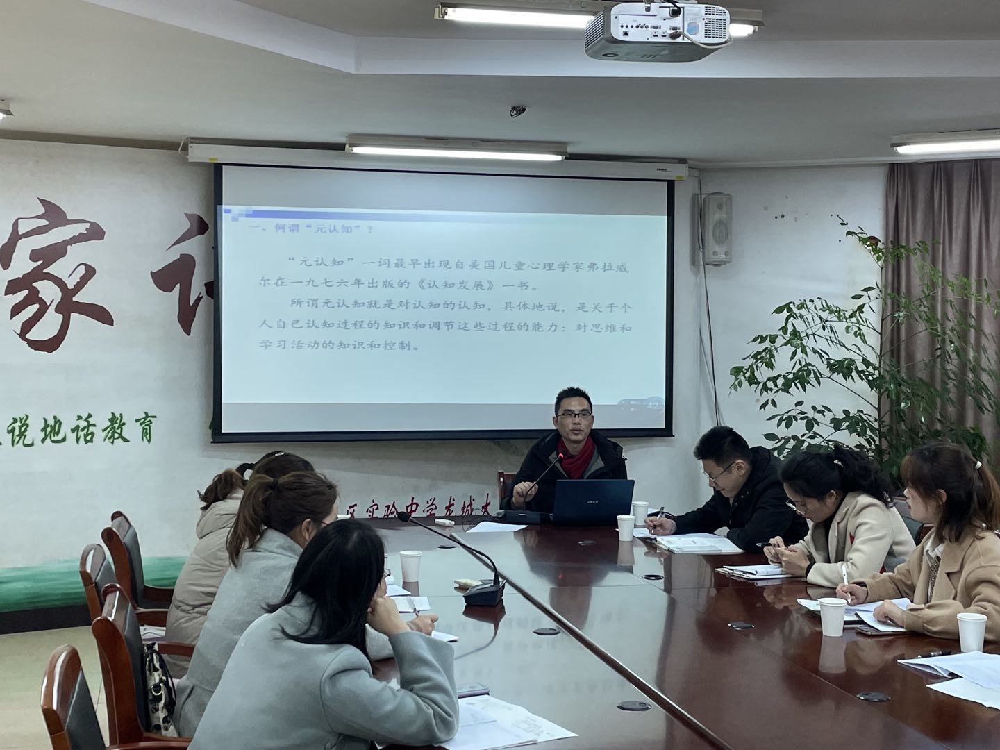 一、何谓“元认知”？
“元认知”一词最早出现自美国儿童心理学家弗拉威
尔在一九七六年出版的《认知发展》一书。
所谓元认知就是对认知的认知，具体地说，是关于个
人自己认知过程的知识和调节这些过程的能力：对思维和
学习活动的知识和控制。
家
说地话教育
区实验中学龙城
acer